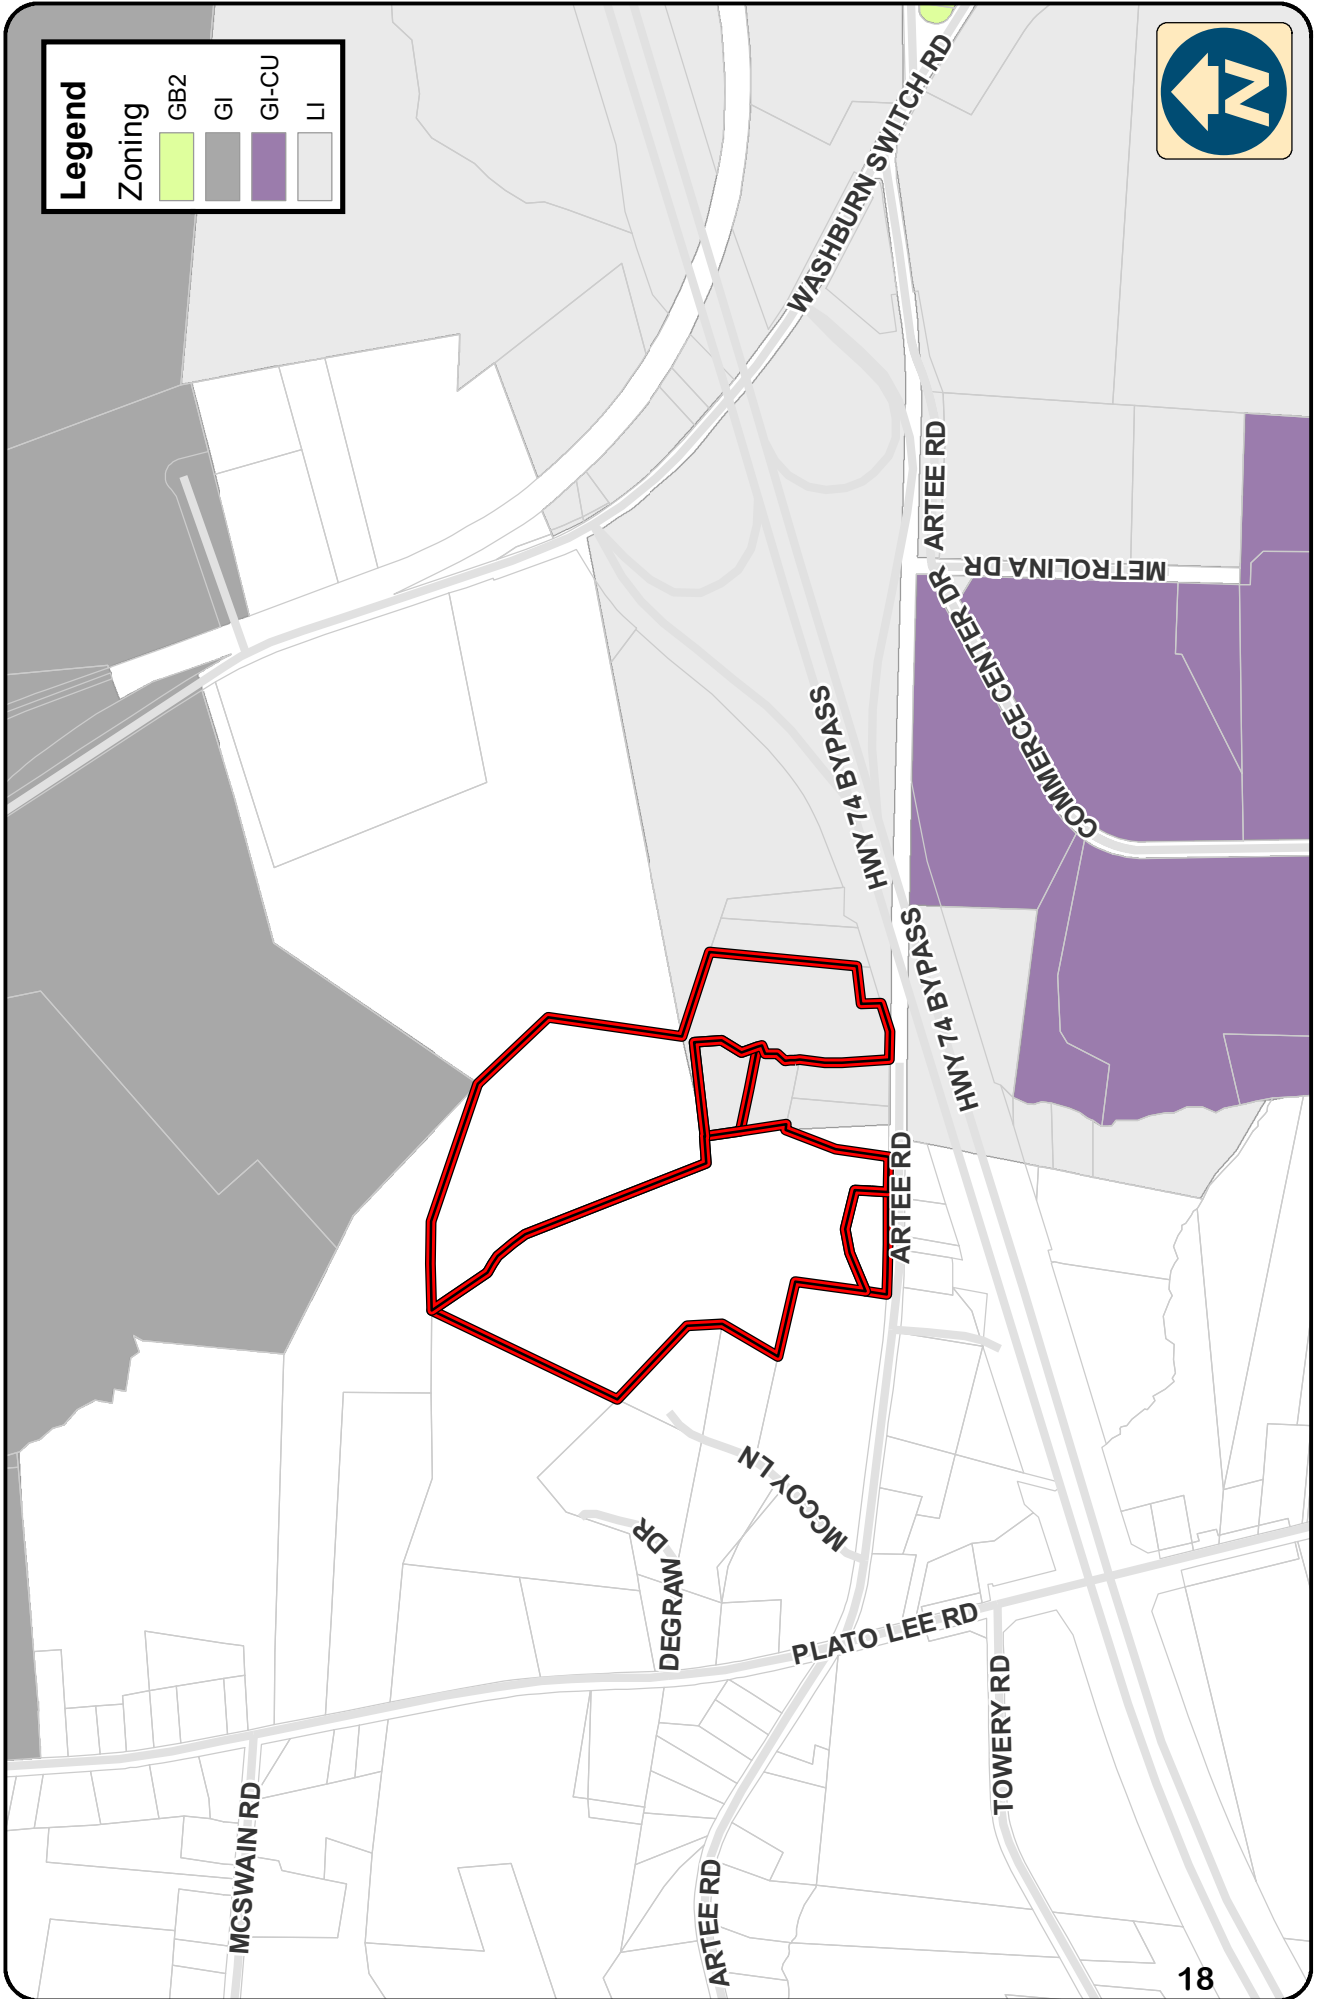 Legend
Zoning
GB2
GI
GI-CU
LI
N
WASHBURN SWITCH RD
ARTEE RD
METROLINA DR
COMMERCE CENTER DR
HWY 74 BYPASS
HWY 74 BYPASS
ARTEE RD
MCCOY LN
DEGRAW DR
PLATO LEE RD
TOWERY RD
MCSWAIN RD
ARTEE RD
18